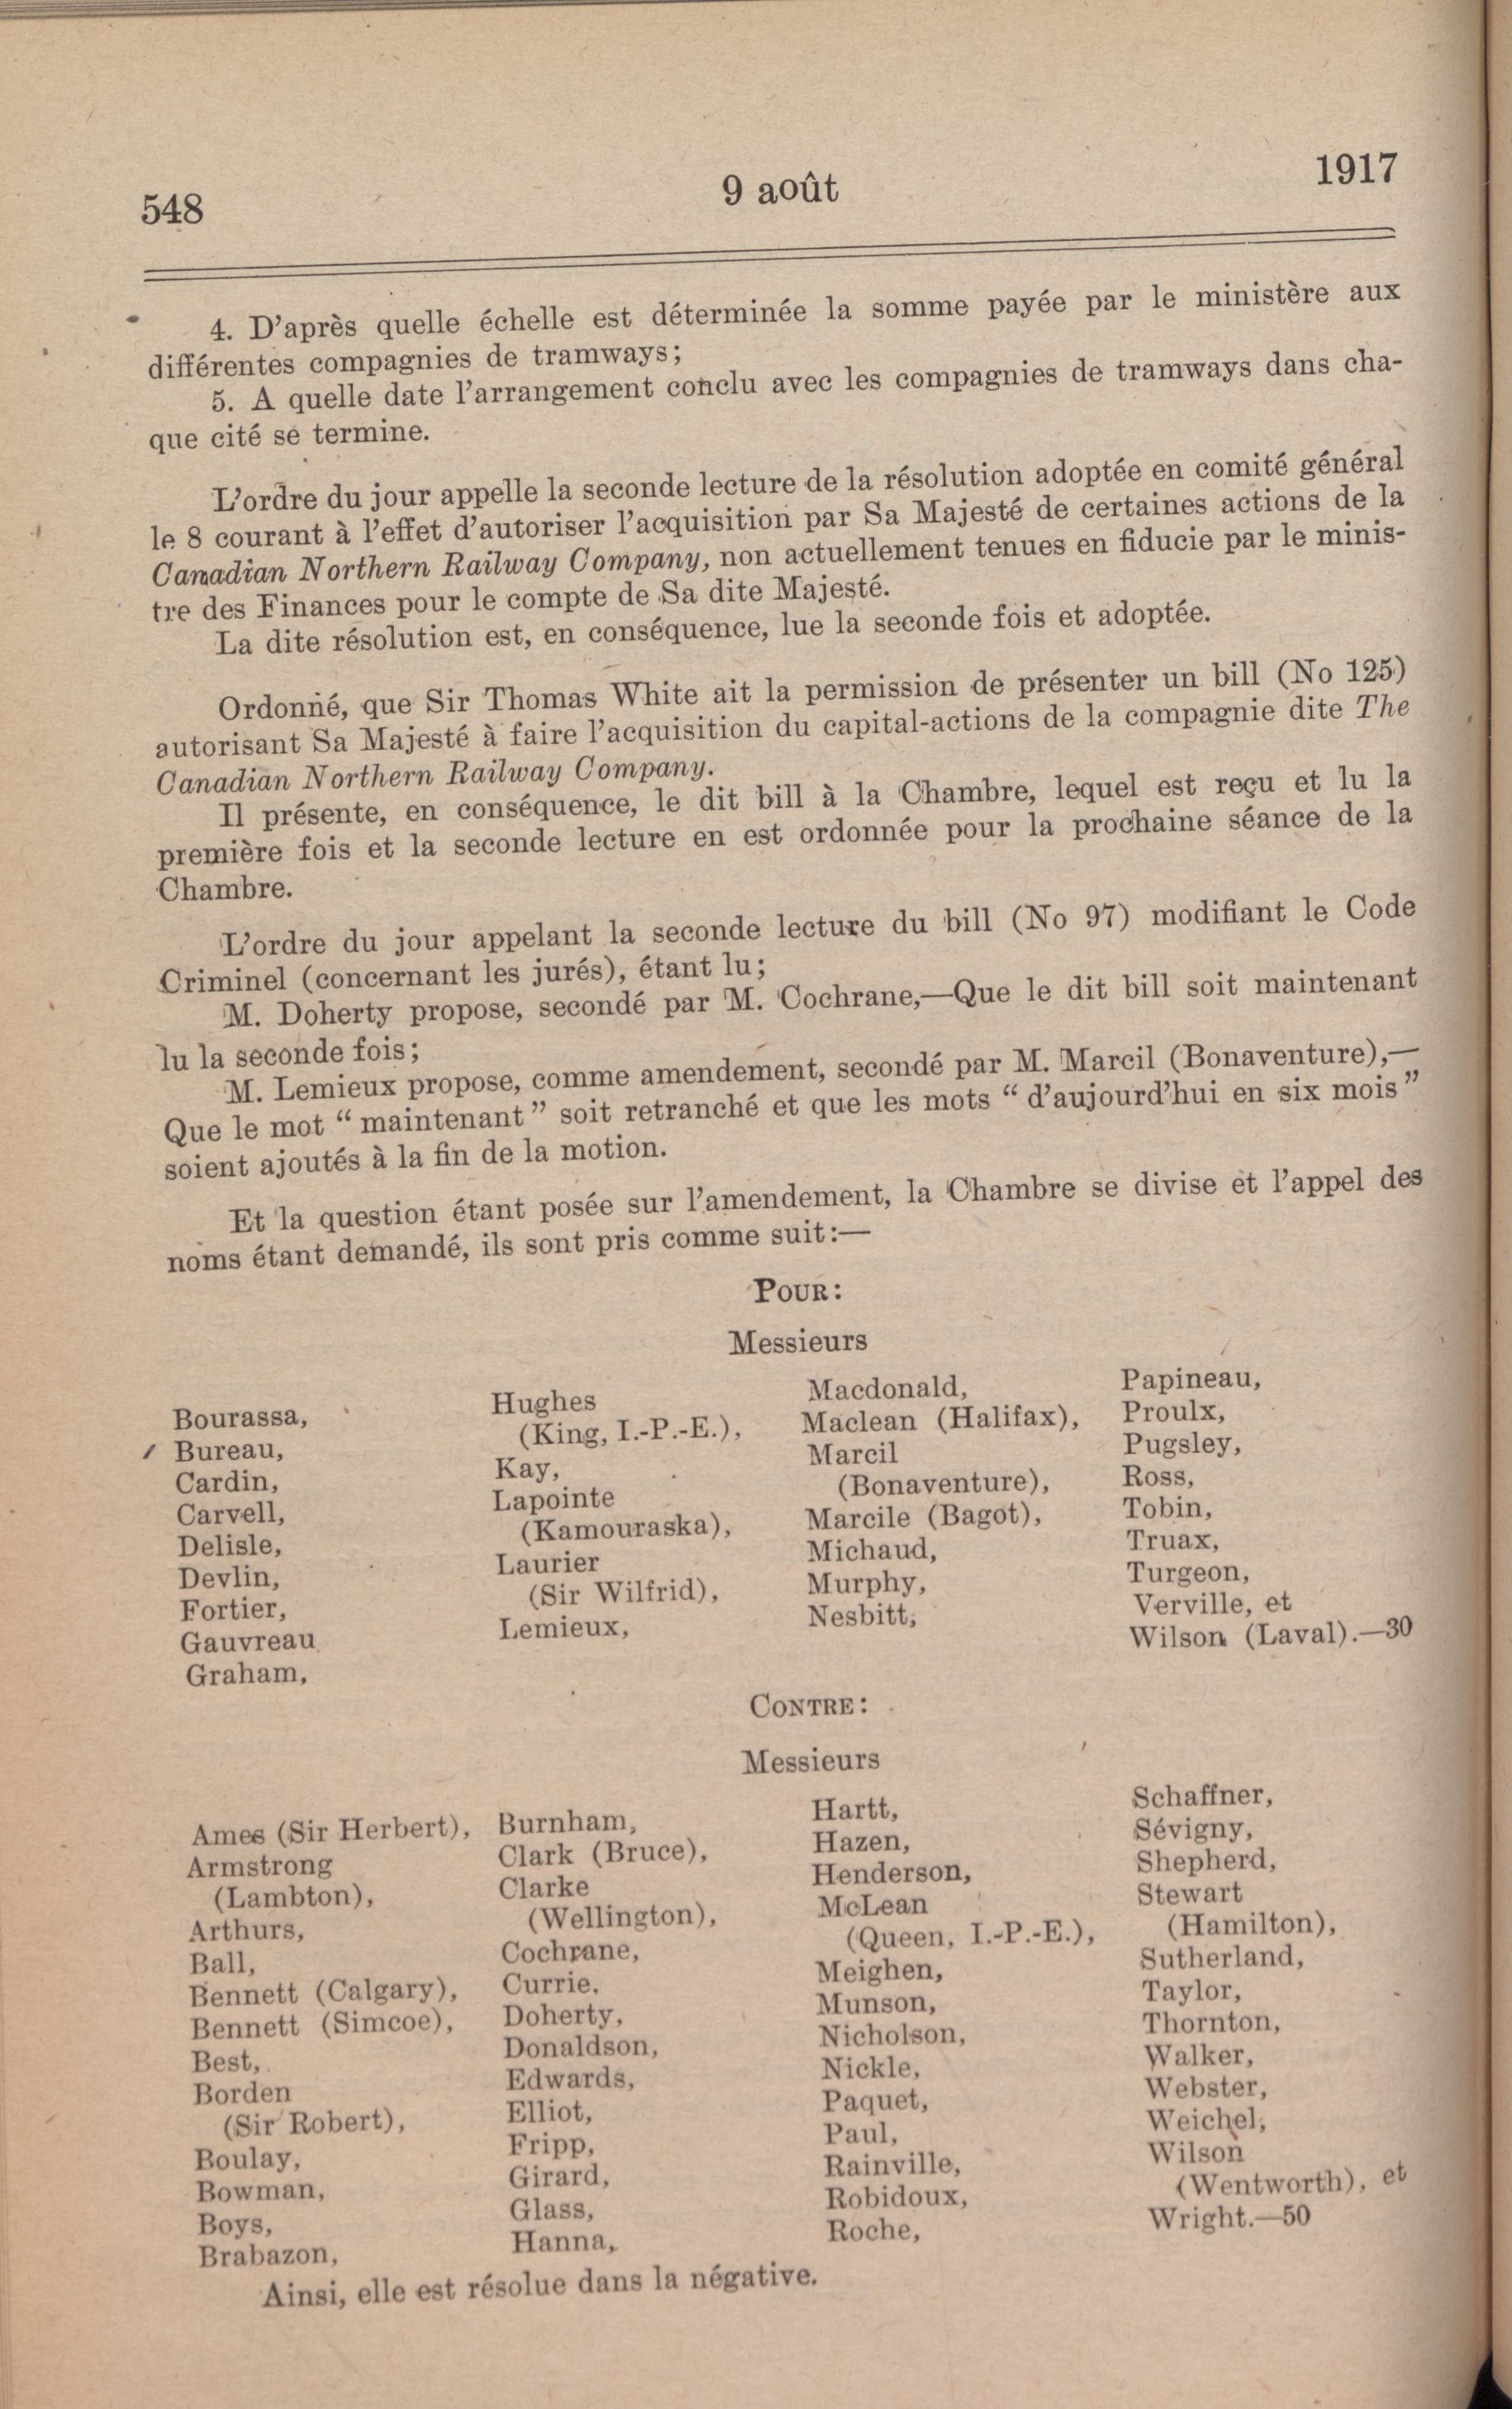 548
9 août
1917
4. D'après quelle échelle est déterminée la somme payée par le ministère aux
différentes compagnies de tramways;
5. A quelle date l'arrangement conclu avec les compagnies de tramways dans cha-
que cité se termine.
L'ordre du jour appelle la seconde lecture de la résolution adoptée en comité général
le 8 courant à l'effet d'autoriser l'acquisition par Sa Majesté de certaines actions de la
Canadian Northern Railway Company, non actuellement tenues en fiducie par le minis-
tre des Finances pour le compte de Sa dite Majesté.
La dite résolution est, en conséquence, lue la seconde fois et adoptée.
Ordonné, que Sir Thomas White ait la permission de présenter un bill (No 125)
autorisant Sa Majesté à faire l'acquisition du capital-actions de la compagnie dite The
Canadian Northern Railway Company.
Il présente, en conséquence, le dit bill à la Chambre, lequel est reçu et lu la
première fois et la seconde lecture en est ordonnée pour la prochaine séance de la
Chambre.
L'ordre du jour appelant la seconde lecture du bill (No 97) modifiant le Code
Criminel (concernant les jurés), étant lu;
M. Doherty propose, secondé par M. Cochrane,—Que le dit bill soit maintenant
lu la seconde fois;
M. Lemieux propose, comme amendement, secondé par M. Marcil (Bonaventure),—
Que le mot " maintenant " soit retranché et que les mots " d'aujourd'hui en six mois "
soient ajoutés à la fin de la motion.
Et la question étant posée sur l'amendement, la Chambre se divise et l'appel des
noms étant demandé, ils sont pris comme suit:—
POUR:
Messieurs
Bourassa,
Bureau,
Cardin,
Carvell,
Delisle,
Devlin,
Fortier,
Gauvreau
Graham,
Hughes
(King, I.-P.-E.),
Kay,
Lapointe
(Kamouraska),
Laurier
(Sir Wilfrid),
Lemieux,
Macdonald,
Maclean (Halifax),
Marcil
(Bonaventure),
Marcile (Bagot),
Michaud,
Murphy,
Nesbitt,
Papineau,
Proulx,
Pugsley,
Ross,
Tobin,
Truax,
Turgeon,
Verville, et
Wilson (Laval).—30
CONTRE:
Messieurs
Ames (Sir Herbert),
Armstrong
(Lambton),
Arthurs,
Ball,
Bennett (Calgary),
Bennett (Simcoe),
Best,
Borden
(Sir Robert),
Boulay,
Bowman,
Boys,
Brabazon,
Burnham,
Clark (Bruce),
Clarke
(Wellington),
Cochrane,
Currie,
Doherty,
Donaldson,
Edwards,
Elliot,
Fripp,
Girard,
Glass,
Hanna,
Hartt,
Hazen,
Henderson,
McLean
(Queen, I.-P.-E.),
Meighen,
Munson,
Nicholson,
Nickle,
Paquet,
Paul,
Rainville,
Robidoux,
Roche,
Schaffner,
Sévigny,
Shepherd,
Stewart
(Hamilton),
Sutherland,
Taylor,
Thornton,
Walker,
Webster,
Weichel,
Wilson
(Wentworth), et
Wright.—50
Ainsi, elle est résolue dans la négative.